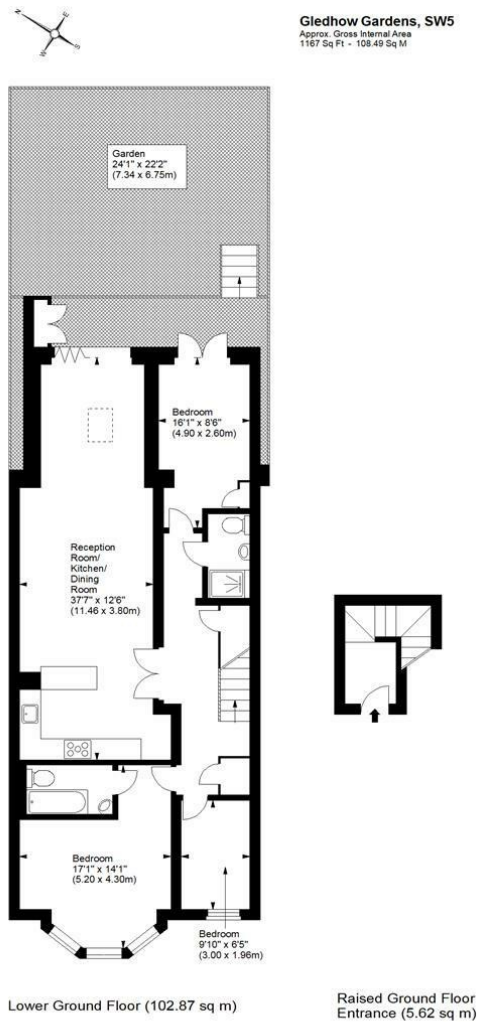 N
E
W
S
Gledhow Gardens, SW5
Approx. Gross Internal Area
1167 Sq Ft - 108.49 Sq M
Garden
24'1" x 22'2"
(7.34 x 6.75m)
Bedroom
16'1" x 8'6"
(4.90 x 2.60m)
Reception
Room/
Kitchen/
Dining
Room
37'7" x 12'6"
(11.46 x 3.80m)
Bedroom
17'1" x 14'1"
(5.20 x 4.30m)
Bedroom
9'10" x 6'5"
(3.00 x 1.96m)
Lower Ground Floor (102.87 sq m)
Raised Ground Floor
Entrance (5.62 sq m)